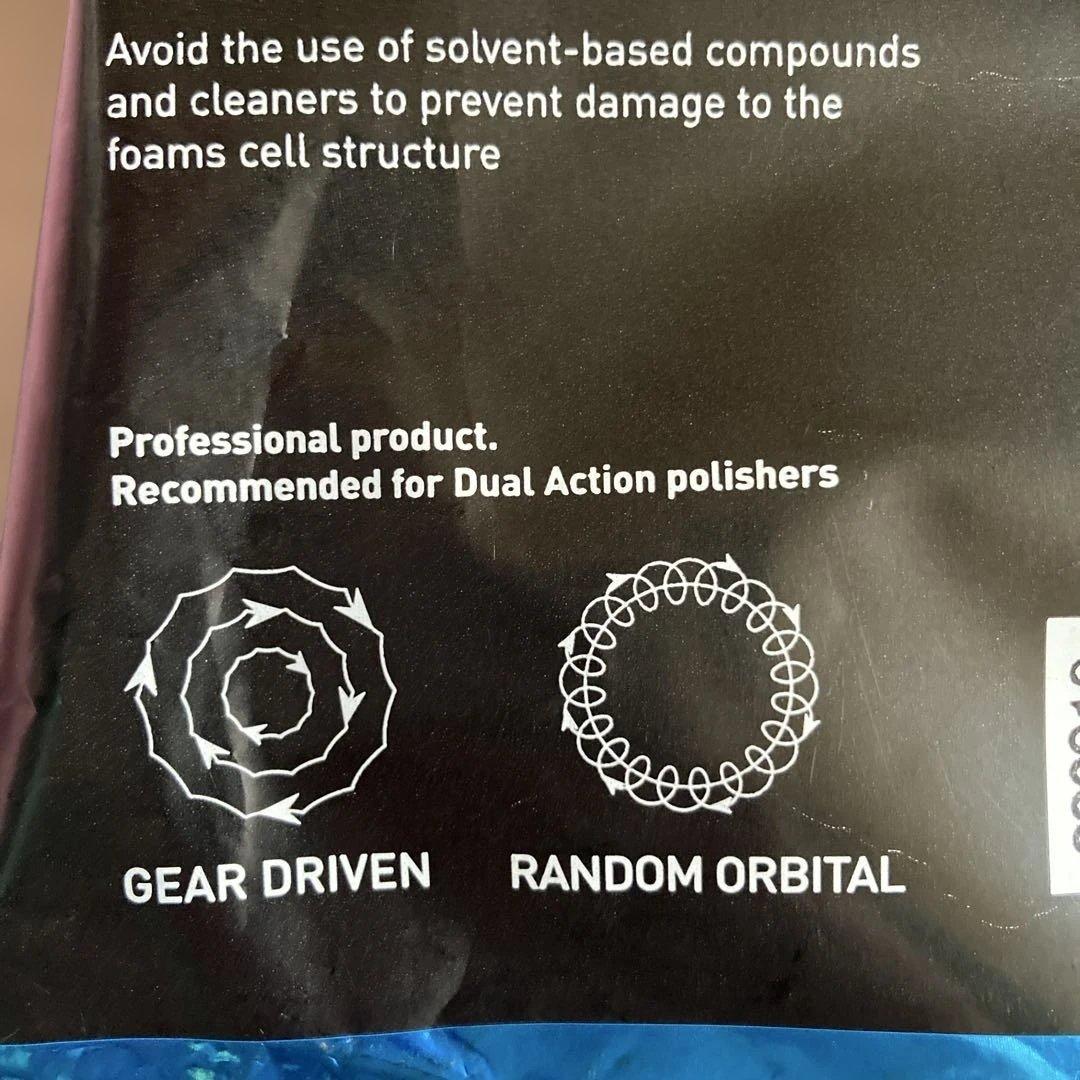 Avoid the use of solvent-based compounds
and cleaners to prevent damage to the
foams cell structure
Professional product.
Recommended for Dual Action polishers
GEAR DRIVEN
RANDOM ORBITAL